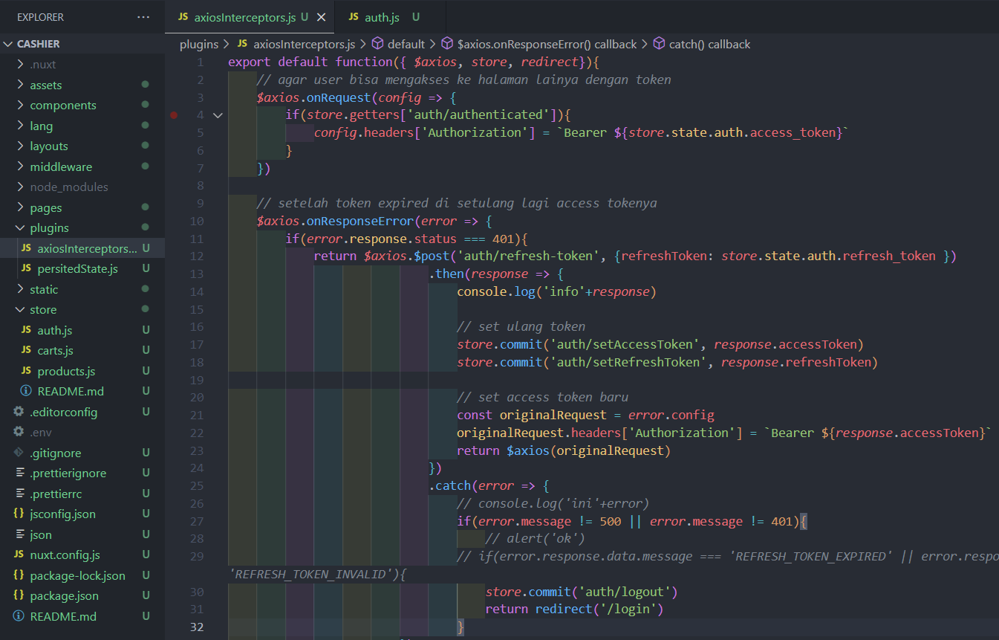 EXPLORER
···
JS axiosInterceptors.js U
JS auth.js U
CASHIER
plugins > JS axiosInterceptors.js > default > $axios.onResponseError() callback > catch() callback
.nuxt
assets
components
lang
layouts
middleware
node_modules
pages
plugins
JS axiosInterceptors... U
JS persitedState.js U
static
store
JS auth.js U
JS carts.js U
JS products.js U
README.md U
.editorconfig U
.env
.gitignore U
.prettierignore U
.prettierrc U
{} jsconfig.json U
json U
JS nuxt.config.js U
{} package-lock.json U
{} package.json U
README.md U
1 export default function({ $axios, store, redirect}){
2 // agar user bisa mengakses ke halaman lainya dengan token
3 $axios.onRequest(config => {
4 if(store.getters['auth/authenticated']){
5 config.headers['Authorization'] = `Bearer ${store.state.auth.access_token}`
6 }
7 })
8
9 // setelah token expired di setulang lagi access tokenya
10 $axios.onResponseError(error => {
11 if(error.response.status === 401){
12 return $axios.$post('auth/refresh-token', {refreshToken: store.state.auth.refresh_token })
13 .then(response => {
14 console.log('info'+response)
15
16 // set ulang token
17 store.commit('auth/setAccessToken', response.accessToken)
18 store.commit('auth/setRefreshToken', response.refreshToken)
19
20 // set access token baru
21 const originalRequest = error.config
22 originalRequest.headers['Authorization'] = `Bearer ${response.accessToken}`
23 return $axios(originalRequest)
24 })
25 .catch(error => {
26 // console.log('ini'+error)
27 if(error.message != 500 || error.message != 401){
28 // alert('ok')
29 // if(error.response.data.message === 'REFRESH_TOKEN_EXPIRED' || error.respo
'REFRESH_TOKEN_INVALID'){
30 store.commit('auth/logout')
31 return redirect('/login')
32 }